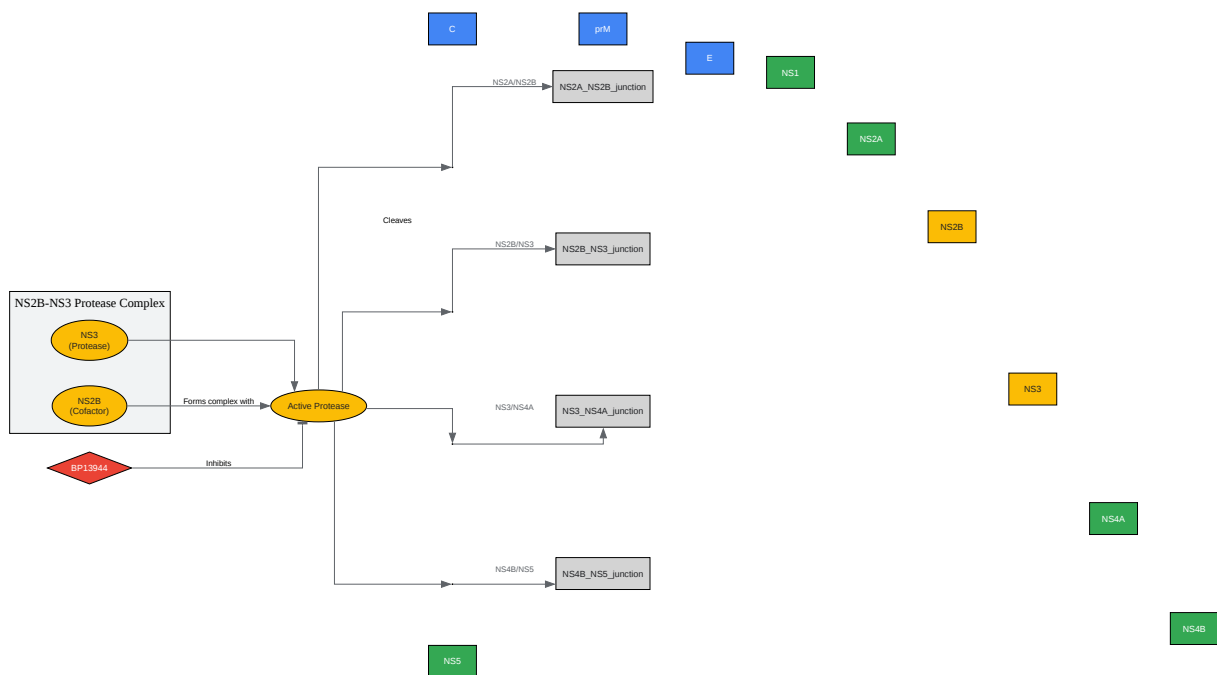 C
prM
E
NS1
NS2A/NS2B
NS2A_NS2B_junction
NS2A
Cleaves
NS2B
NS2B/NS3
NS2B_NS3_junction
NS2B-NS3 Protease Complex
NS3
(Protease)
NS2B
(Cofactor)
Forms complex with
Active Protease
NS3/NS4A
NS3_NS4A_junction
NS3
BP13944
Inhibits
NS4A
NS4B/NS5
NS4B_NS5_junction
NS4B
NS5